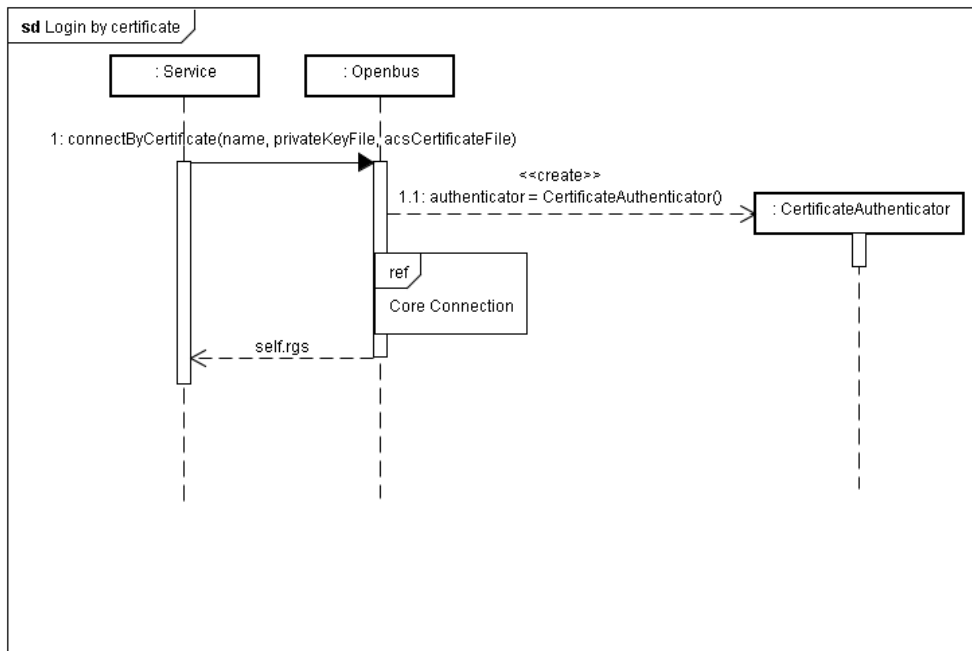 sd Login by certificate
: Service
: Openbus
1: connectByCertificate(name, privateKeyFile, acsCertificateFile)
<<create>>
1.1: authenticator = CertificateAuthenticator()
: CertificateAuthenticator
ref
Core Connection
self.rgs